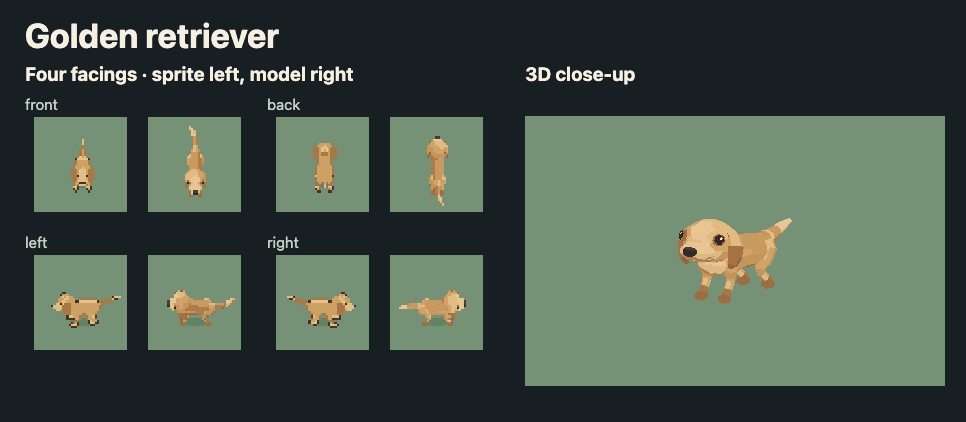 Golden retriever
Four facings · sprite left, model right
3D close-up
front
back
left
right